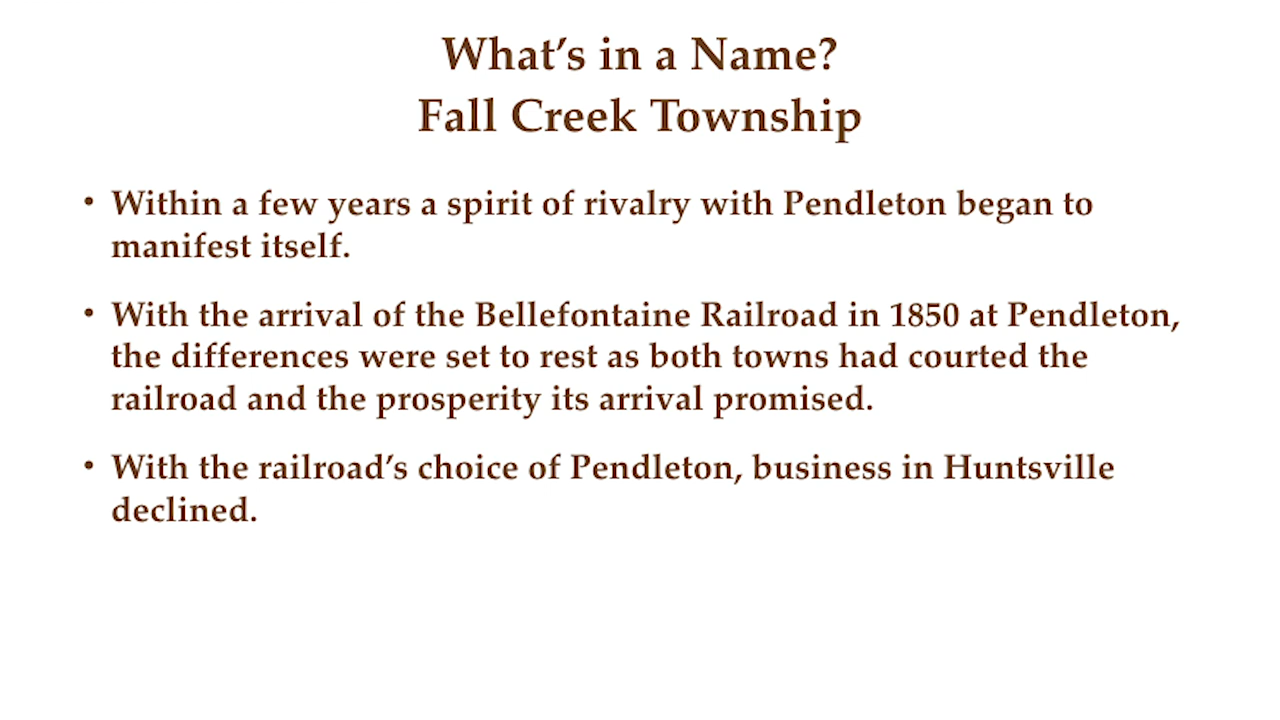 What’s in a Name?
Fall Creek Township
• Within a few years a spirit of rivalry with Pendleton began to
manifest itself.
• With the arrival of the Bellefontaine Railroad in 1850 at Pendleton,
the differences were set to rest as both towns had courted the
railroad and the prosperity its arrival promised.
• With the railroad’s choice of Pendleton, business in Huntsville
declined.